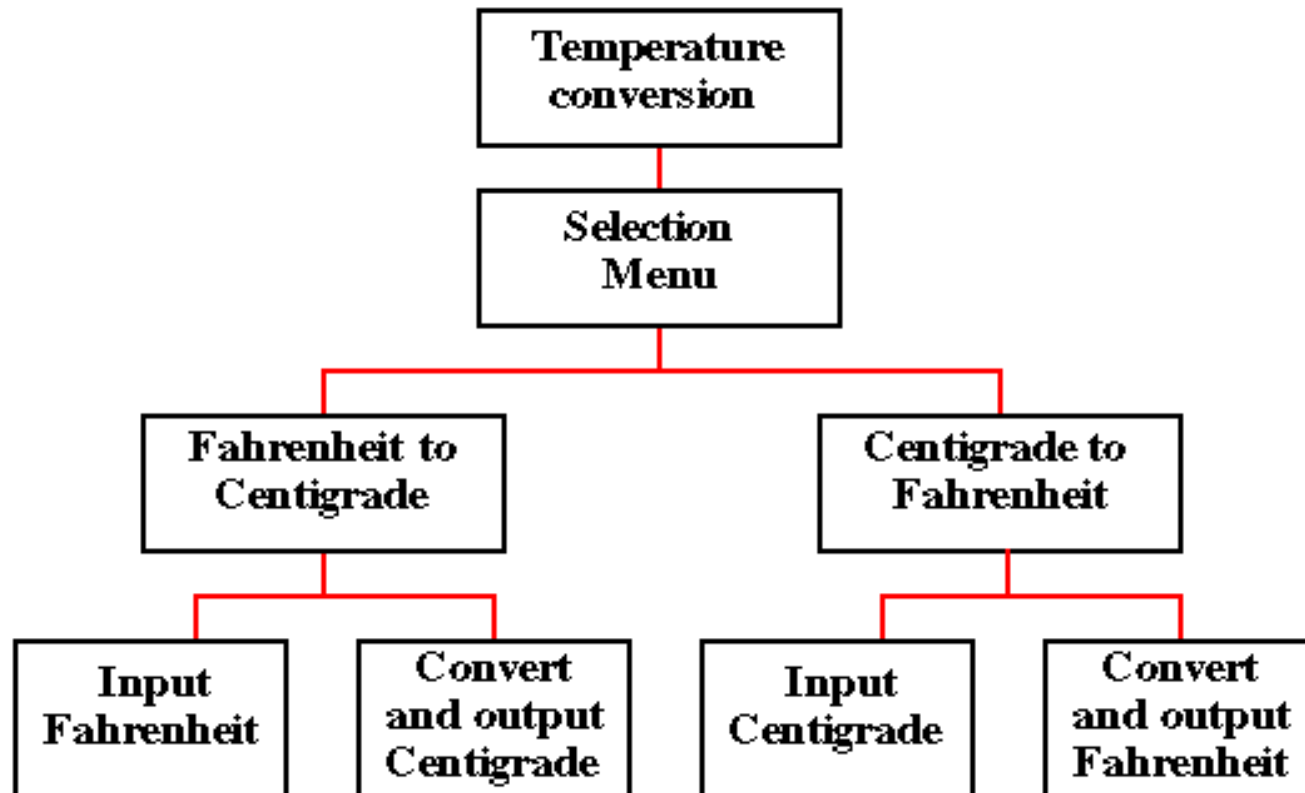 Temperature
conversion
Selection
Menu
Fahrenheit to
Centigrade
Centigrade to
Fahrenheit
Input
Fahrenheit
Convert
and output
Centigrade
Input
Centigrade
Convert
and output
Fahrenheit